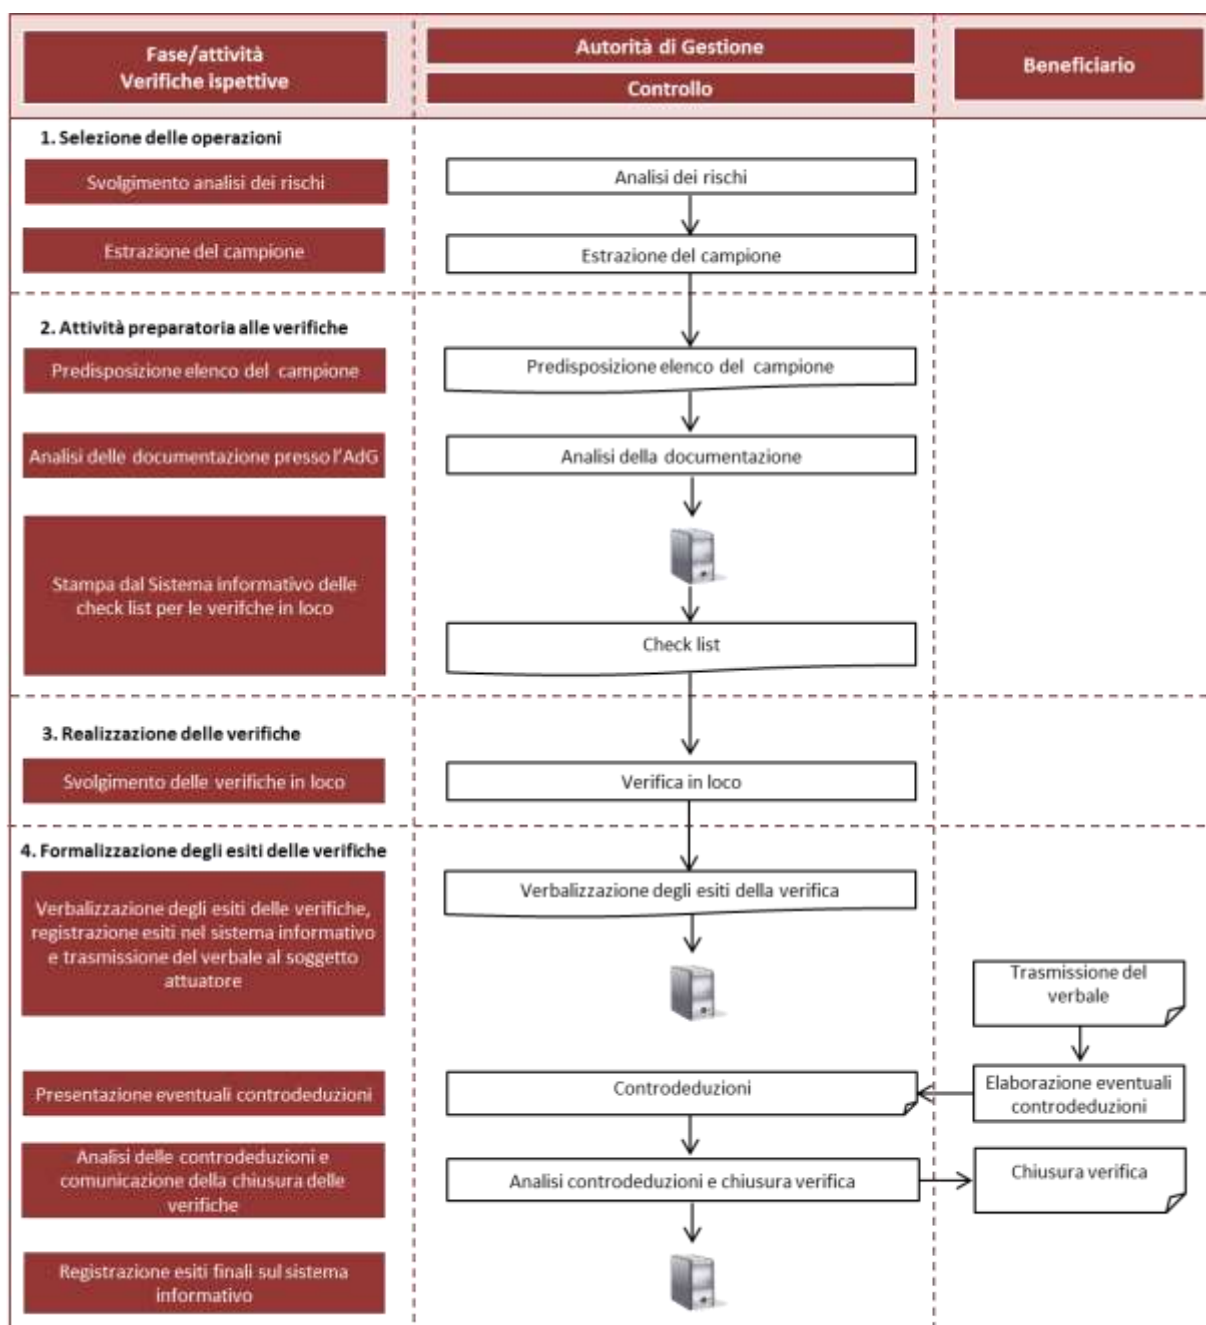 Fase/attività
Verifiche ispettive
Autorità di Gestione
Controllo
Beneficiario
1. Selezione delle operazioni
Svolgimento analisi dei rischi
Analisi dei rischi
Estrazione del campione
Estrazione del campione
2. Attività preparatoria alle verifiche
Predisposizione elenco del campione
Predisposizione elenco del campione
Analisi delle documentazione presso l'AdG
Analisi della documentazione
Stampa dal Sistema informativo delle
check list per le verifche in loco
Check list
3. Realizzazione delle verifiche
Svolgimento delle verifiche in loco
Verifica in loco
4. Formalizzazione degli esiti delle verifiche
Verbalizzazione degli esiti delle verifiche,
registrazione esiti nel sistema informativo
e trasmissione del verbale al soggetto
attuatore
Verbalizzazione degli esiti della verifica
Trasmissione del
verbale
Presentazione eventuali controdeduzioni
Controdeduzioni
Elaborazione eventuali
controdeduzioni
Analisi delle controdeduzioni e
comunicazione della chiusura delle
verifiche
Analisi controdeduzioni e chiusura verifica
Chiusura verifica
Registrazione esiti finali sul sistema
informativo